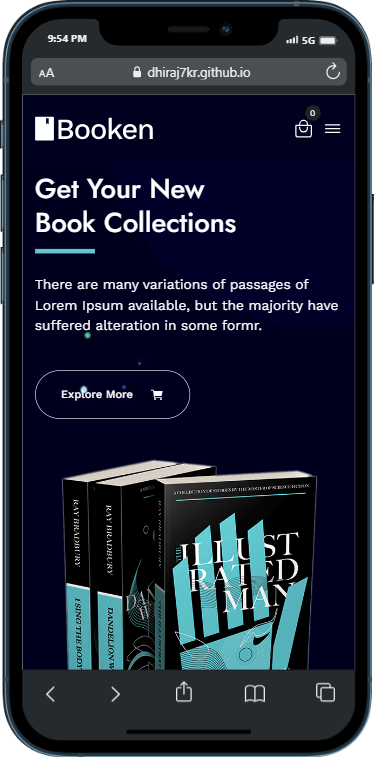 9:54 PM
5G
AA
dhiraj7kr.github.io
0
Booken
Get Your New
Book Collections
There are many variations of passages of
Lorem Ipsum available, but the majority have
suffered alteration in some formr.
Explore More
A COLLECTION OF STORIES BY THE MASTER OF SCIENCE FICTION
THE
ILLUST
RATED
MAN
RAY BRADBURY
I SING THE BODY
RAY BRADBURY
DANDELION W
RAY BRADBURY
DAN